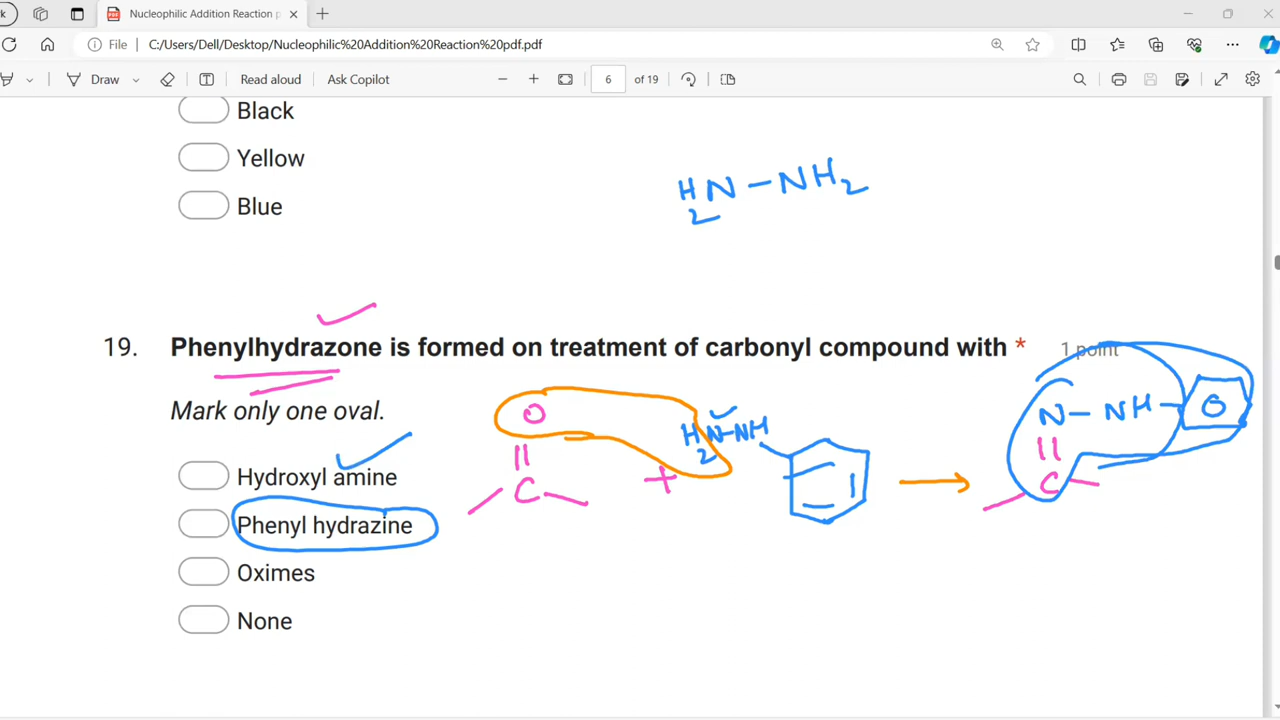 Nucleophilic Addition Reaction p
File C:/Users/Dell/Desktop/Nucleophilic%20Addition%20Reaction%20pdf.pdf
Draw Read aloud Ask Copilot 6 of 19
Black
Yellow
Blue
H2N-NH2
19. Phenylhydrazone is formed on treatment of carbonyl compound with * 1 point
Mark only one oval.
Hydroxyl amine
Phenyl hydrazine
Oximes
None
O
H2N-NH
C
+
N-NH-
C